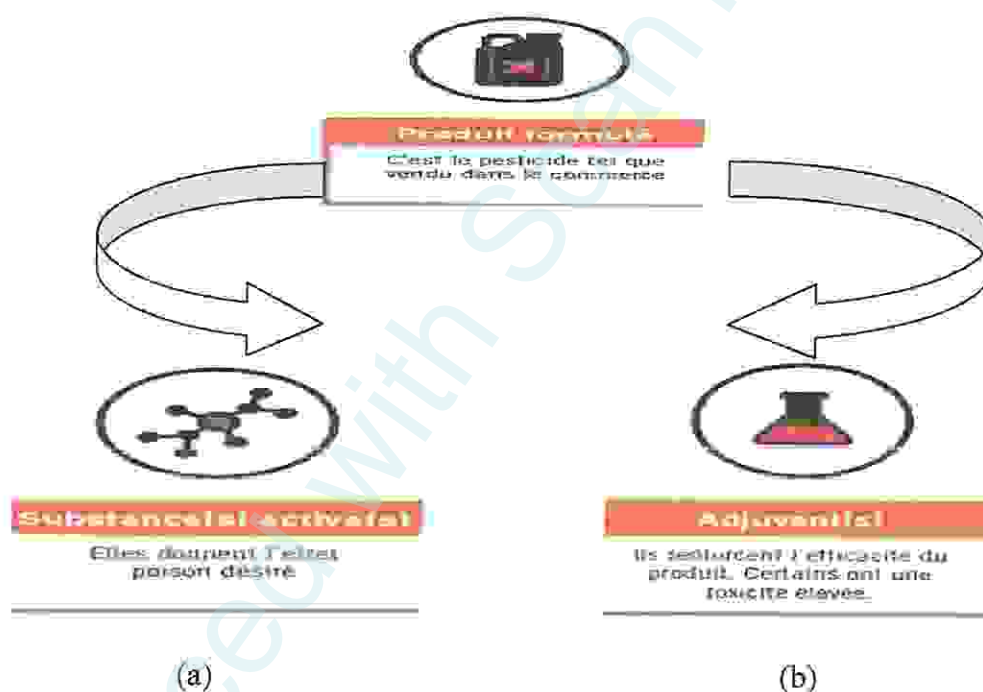 Produit formulé
C'est le pesticide tel que
vendu dans le commerce
Substance(s) active(s)
Elles donnent l'effet
poison désiré
Adjuvant(s)
Ils renforcent l'efficacité du
produit. Certains ont une
toxicité élevée.
(a)
(b)